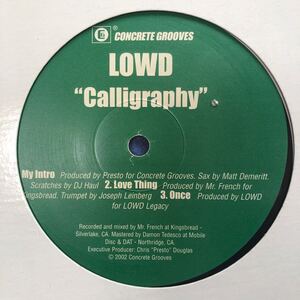 CONCRETE GROOVES
LOWD
"Calligraphy"
My Intro Produced by Presto for Concrete Grooves. Sax by Matt Demeritt.
Scratches by DJ Haul 2. Love Thing Produced by Mr. French for
Kingsbread. Trumpet by Joseph Leimberg 3. Once Produced by LOWD
for LOWD Legacy
Recorded and mixed by Mr. French at Kingsbread -
Silverlake, CA. Mastered by Damon Tedesco at Mobile
Disc & DAT - Northridge, CA.
Executive Producer: Chris "Presto" Douglas
© 2002 Concrete Grooves